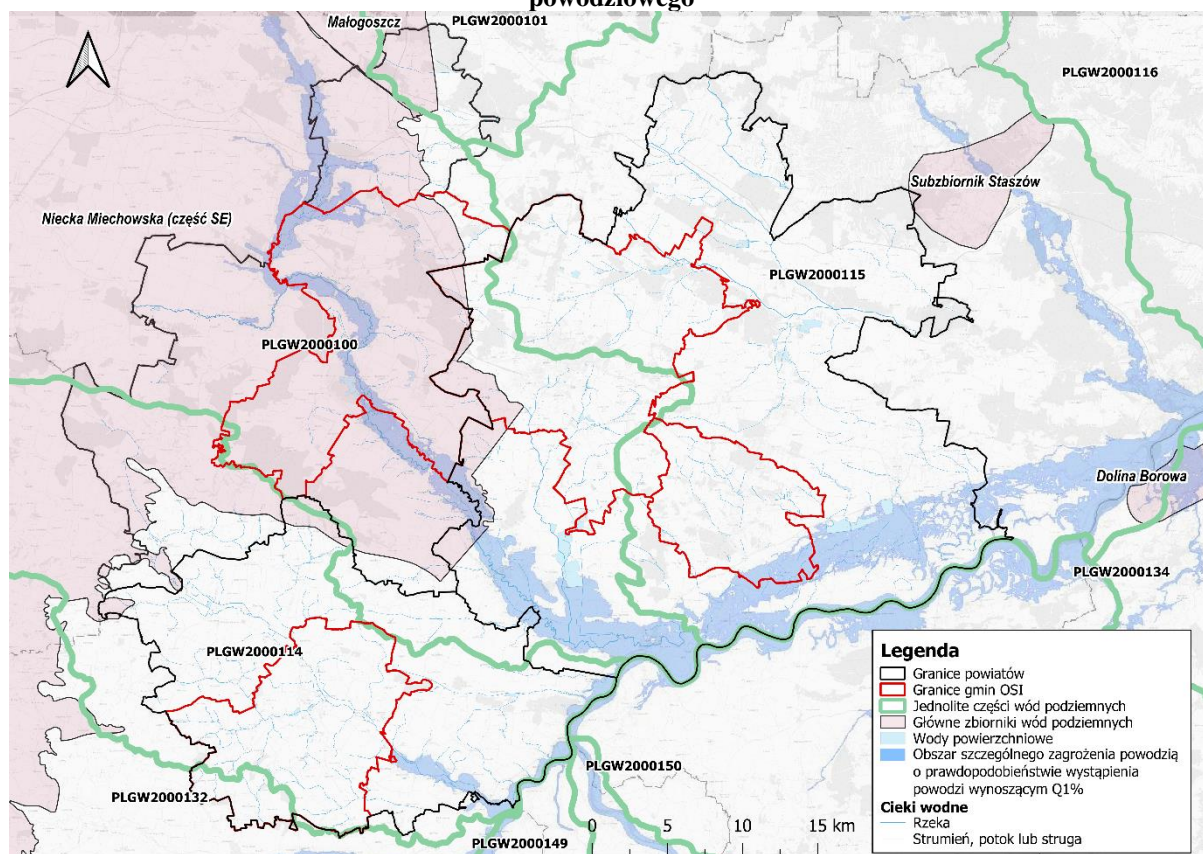 powodziowego
Małogoszcz
PLGW2000101
PLGW2000116
Subzbiornik Staszów
Niecka Miechowska (część SE)
PLGW2000115
PLGW2000100
Dolina Borowa
PLGW2000134
PLGW2000114
PLGW2000150
PLGW2000132
PLGW2000149
0 5 10 15 km
Legenda
Granice powiatów
Granice gmin OSI
Jednolite części wód podziemnych
Główne zbiorniki wód podziemnych
Wody powierzchniowe
Obszar szczególnego zagrożenia powodzią
o prawdopodobieństwie wystąpienia
powodzi wynoszącym Q1%
Cieki wodne
Rzeka
Strumień, potok lub struga